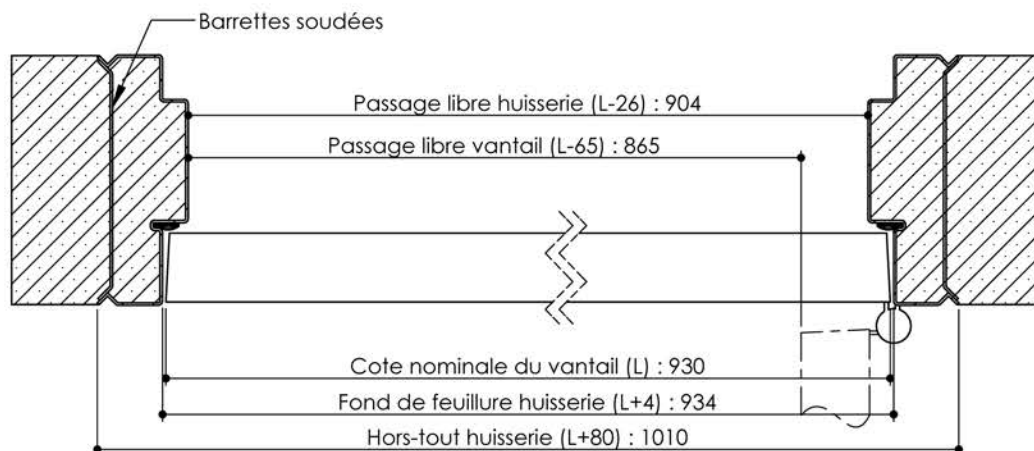 Barrettes soudées
Passage libre huisserie (L-26) : 904
Passage libre vantail (L-65) : 865
Cote nominale du vantail (L) : 930
Fond de feuillure huisserie (L+4) : 934
Hors-tout huisserie (L+80) : 1010